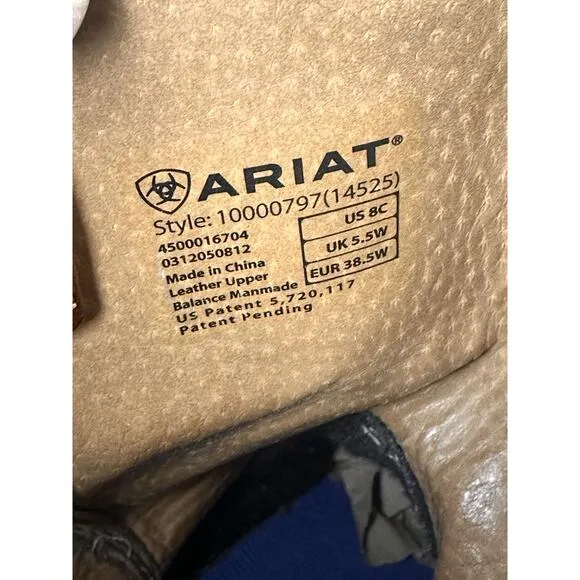 ARIAT®
Style: 10000797(14525)
4500016704
0312050812
Made in China
Leather Upper
Balance Manmade
US Patent 5,720,117
Patent Pending
US 8C
UK 5.5W
EUR 38.5W